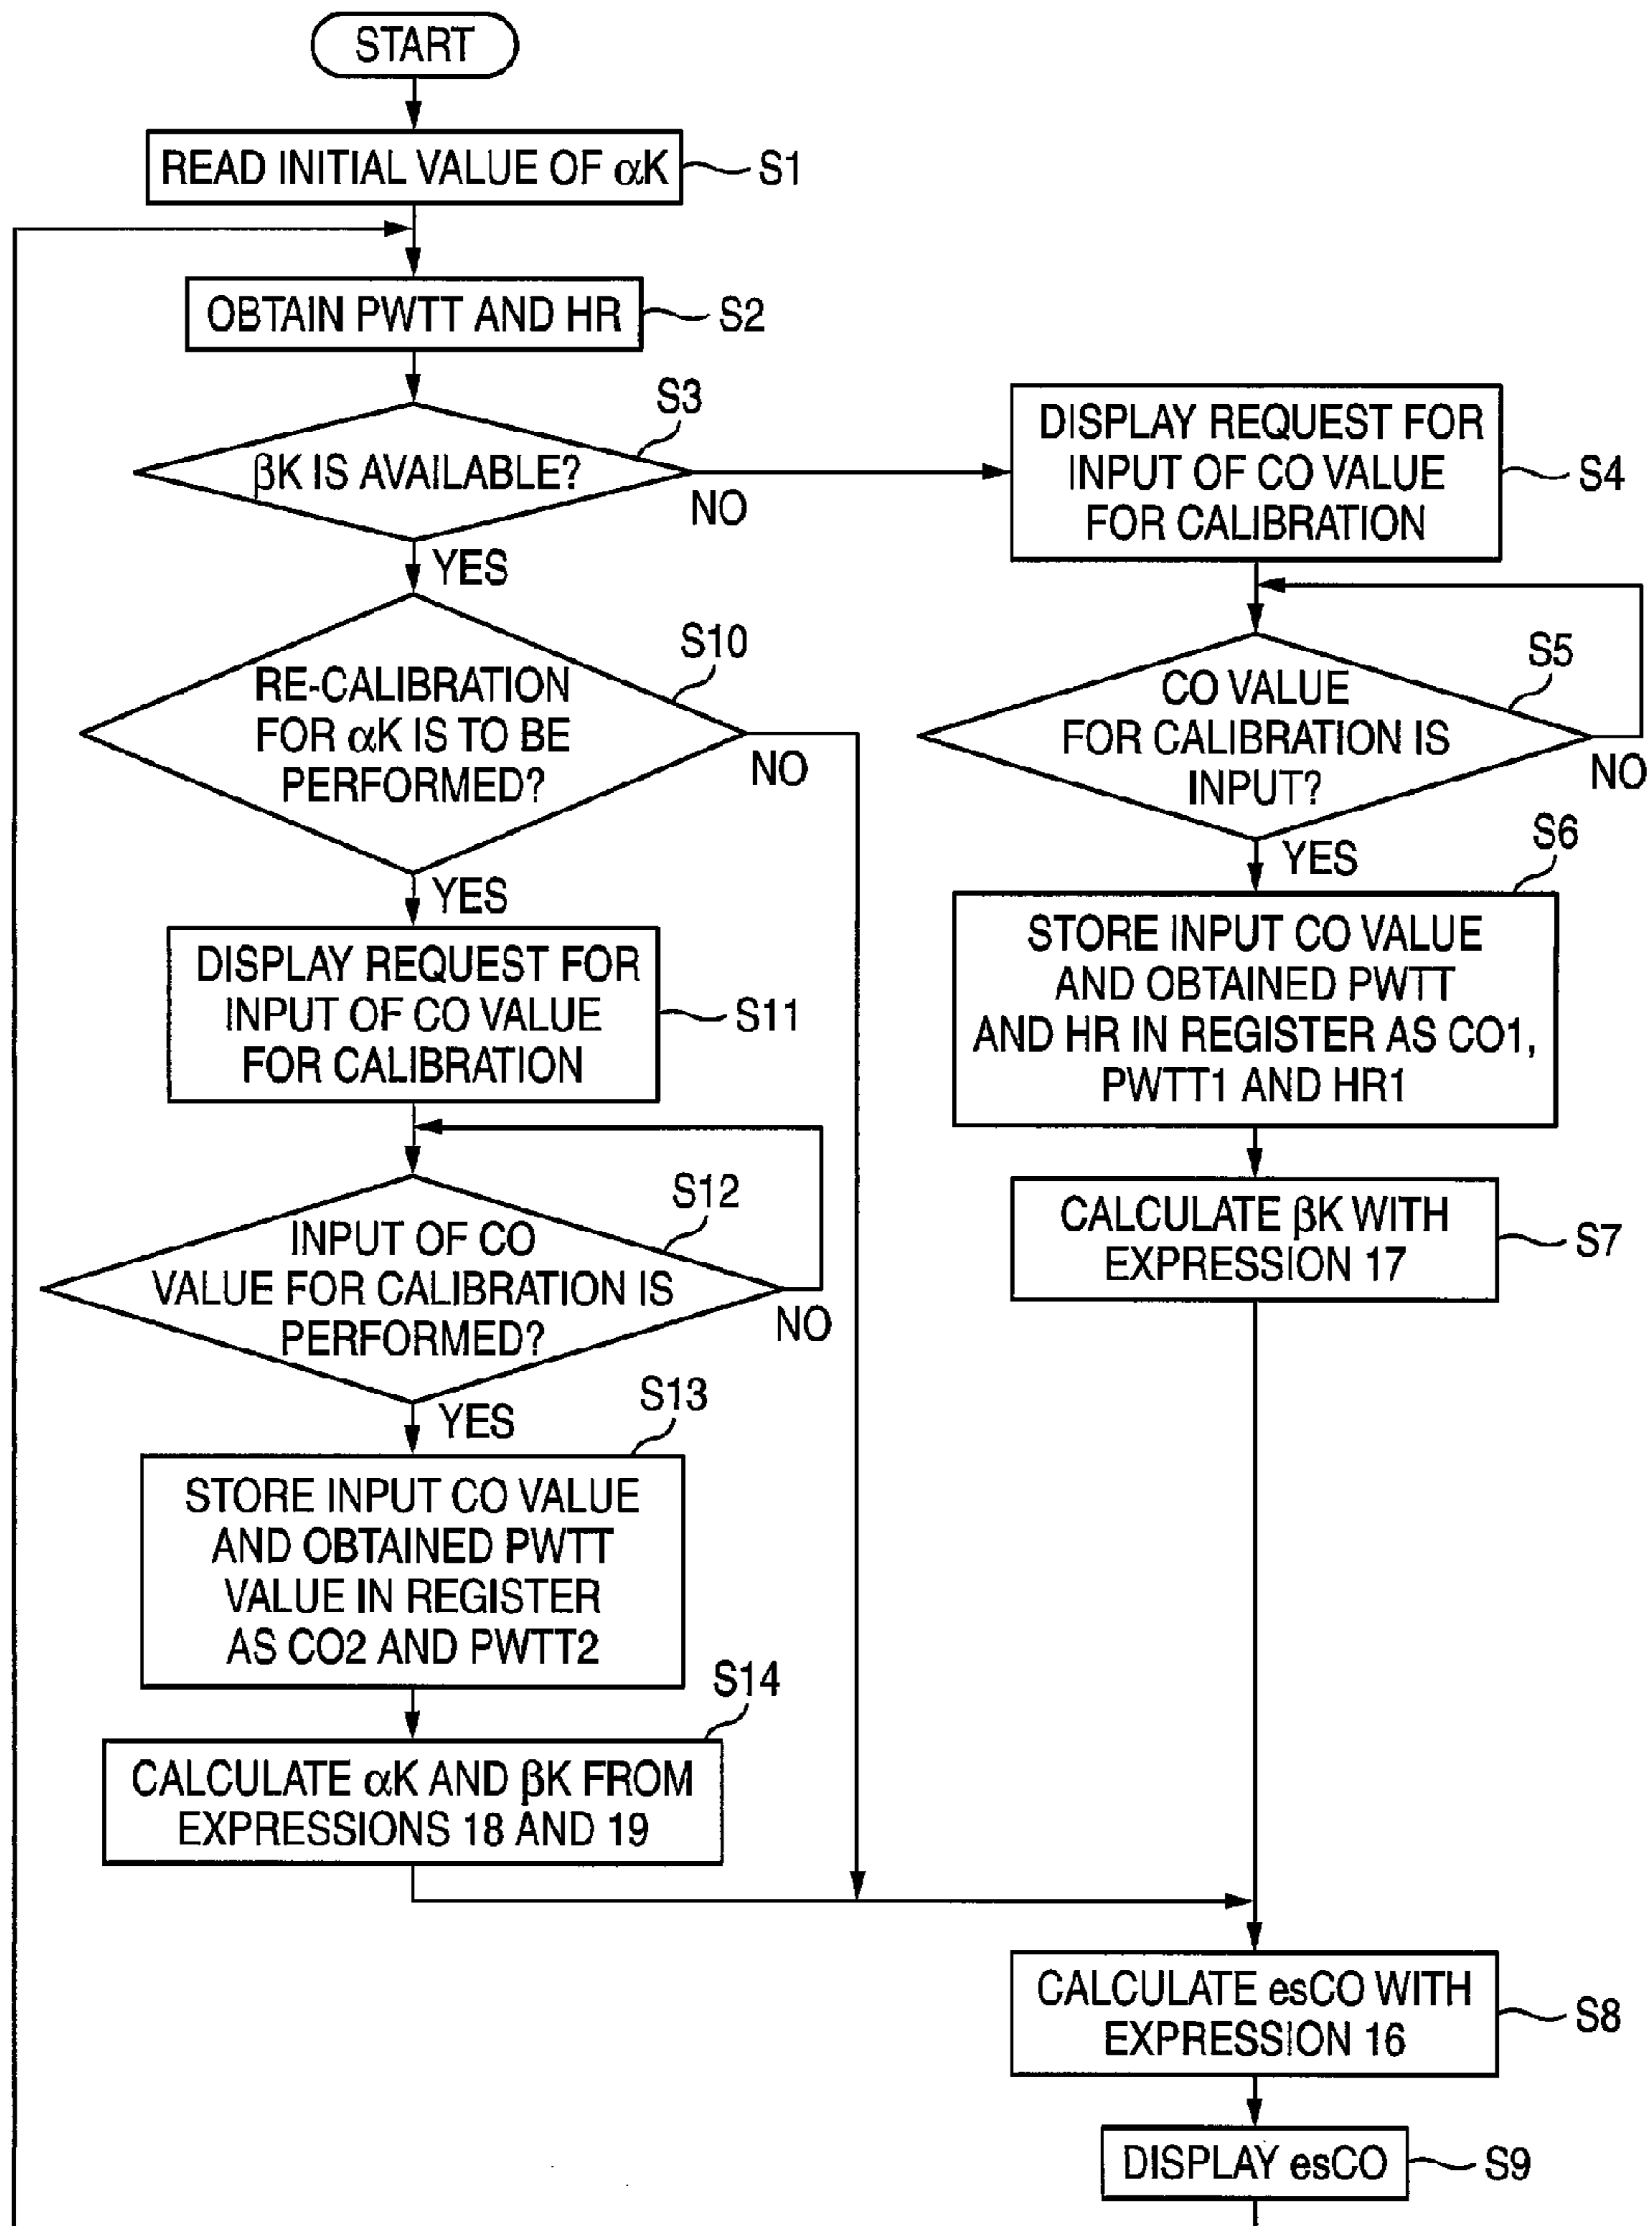 START
READ INITIAL VALUE OF αK
S1
OBTAIN PWTT AND HR
S2
S3
βK IS AVAILABLE?
NO
YES
DISPLAY REQUEST FOR
INPUT OF CO VALUE
FOR CALIBRATION
S4
S10
RE-CALIBRATION
FOR αK IS TO BE
PERFORMED?
NO
YES
S5
CO VALUE
FOR CALIBRATION IS
INPUT?
NO
YES
S6
STORE INPUT CO VALUE
AND OBTAINED PWTT
AND HR IN REGISTER AS CO1,
PWTT1 AND HR1
DISPLAY REQUEST FOR
INPUT OF CO VALUE
FOR CALIBRATION
S11
S12
INPUT OF CO
VALUE FOR CALIBRATION IS
PERFORMED?
NO
YES
CALCULATE βK WITH
EXPRESSION 17
S7
S13
STORE INPUT CO VALUE
AND OBTAINED PWTT
VALUE IN REGISTER
AS CO2 AND PWTT2
S14
CALCULATE αK AND βK FROM
EXPRESSIONS 18 AND 19
CALCULATE esCO WITH
EXPRESSION 16
S8
DISPLAY esCO
S9